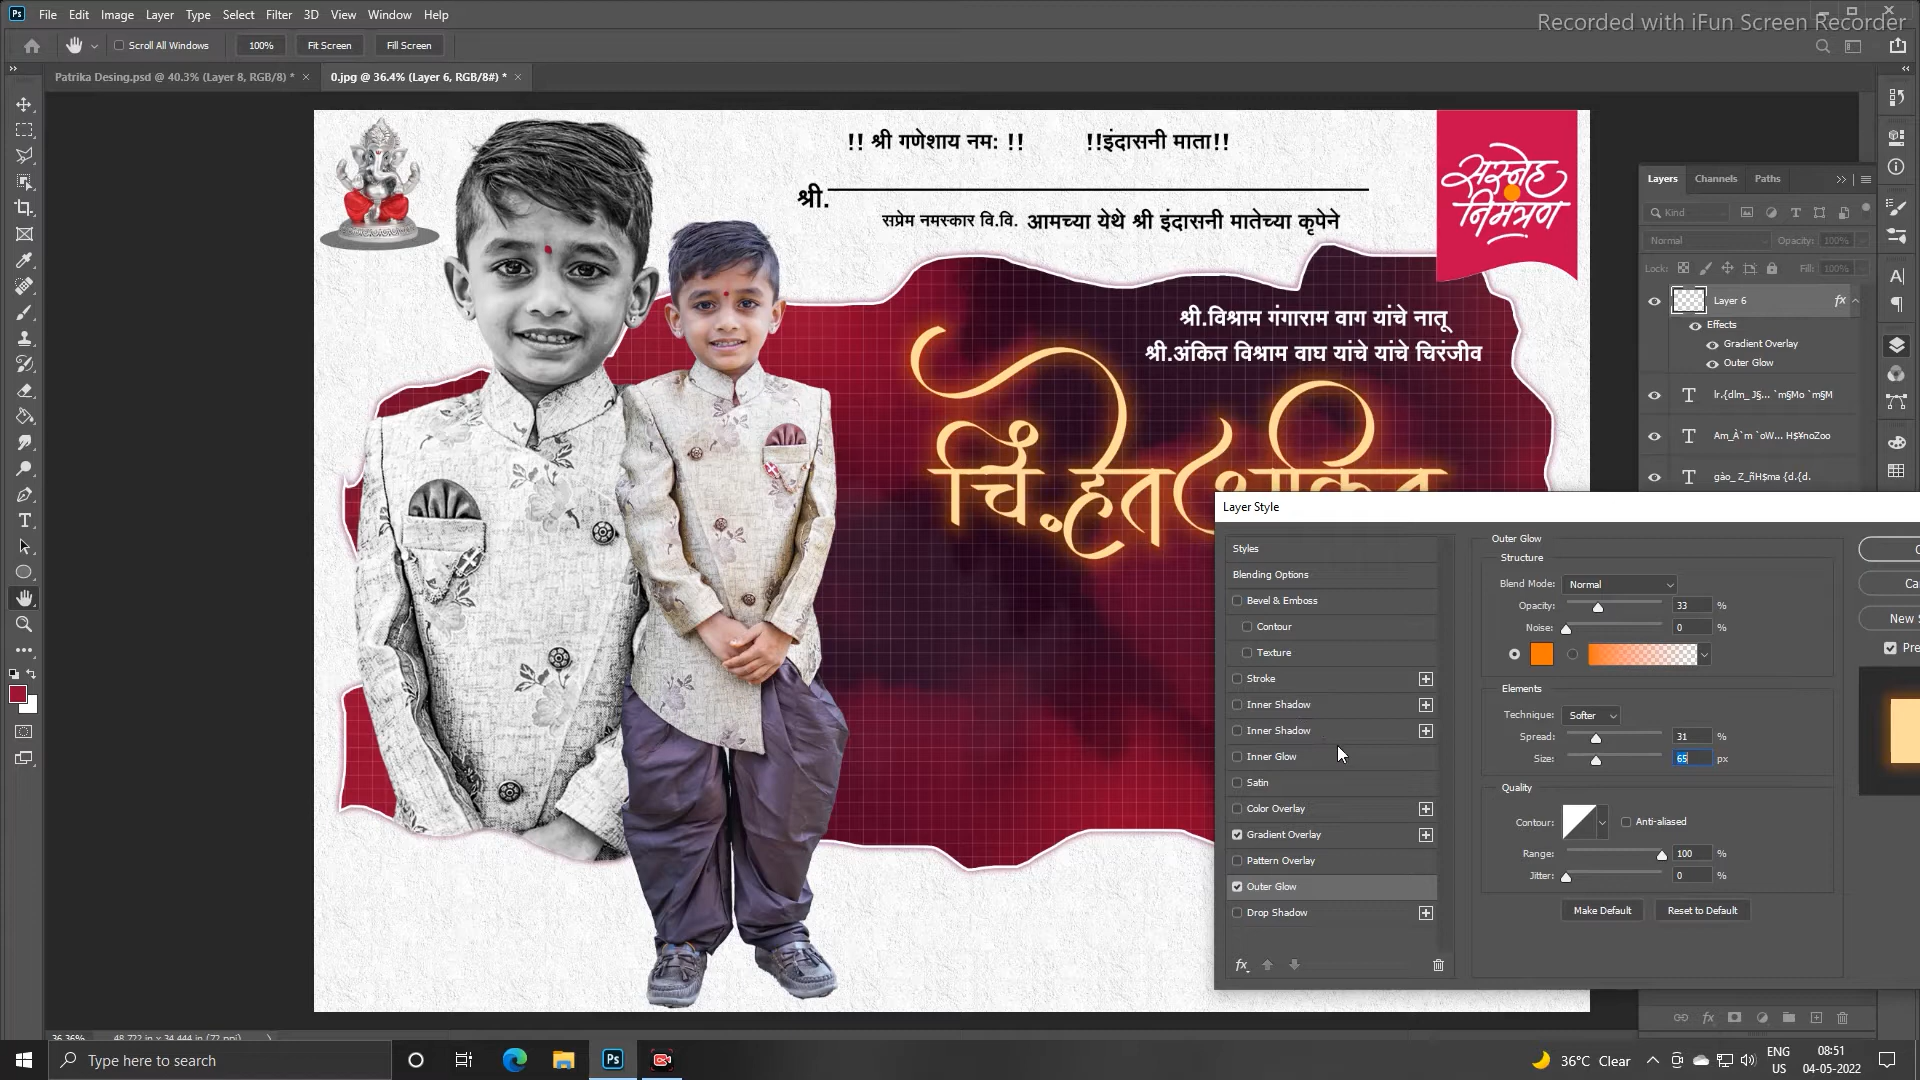 Recorded with iFun Screen Recorder
Ps File Edit Image Layer Type Select Filter 3D View Window Help
Scroll All Windows 100% Fit Screen Fill Screen
Patrika Desing.psd @ 40.3% (Layer 8, RGB/8) * × 0.jpg @ 36.4% (Layer 6, RGB/8#) * ×
!! श्री गणेशाय नम: !! !!इंदासनी माता!!
श्री.
सप्रेम नमस्कार वि.वि. आमच्या येथे श्री इंदासनी मातेच्या कृपेने
सस्नेह
निमंत्रण
श्री.विश्राम गंगाराम वाग यांचे नातू
श्री.अंकित विश्राम वाघ यांचे यांचे चिरंजीव
Layers Channels Paths
Kind
Normal Opacity: 100%
Lock: Fill: 100%
Layer 6 fx
Effects
Gradient Overlay
Outer Glow
T lr.{dlm_ J§... `m§Mo `m§M
T Am_À`m `oW... H$¥noZoo
T gào_ Z_ñH$ma {d.{d.
Layer Style
Styles
Blending Options
Bevel & Emboss
Contour
Texture
Stroke
Inner Shadow
Inner Shadow
Inner Glow
Satin
Color Overlay
Gradient Overlay
Pattern Overlay
Outer Glow
Drop Shadow
fx
Outer Glow
Structure
Blend Mode: Normal
Opacity: 33 %
Noise: 0 %
Elements
Technique: Softer
Spread: 31 %
Size: 65 px
Quality
Contour: Anti-aliased
Range: 100 %
Jitter: 0 %
Make Default Reset to Default
36.36% 48.722 in x 34.444 in (72 ppi)
Type here to search
36°C Clear
ENG
US
08:51
04-05-2022